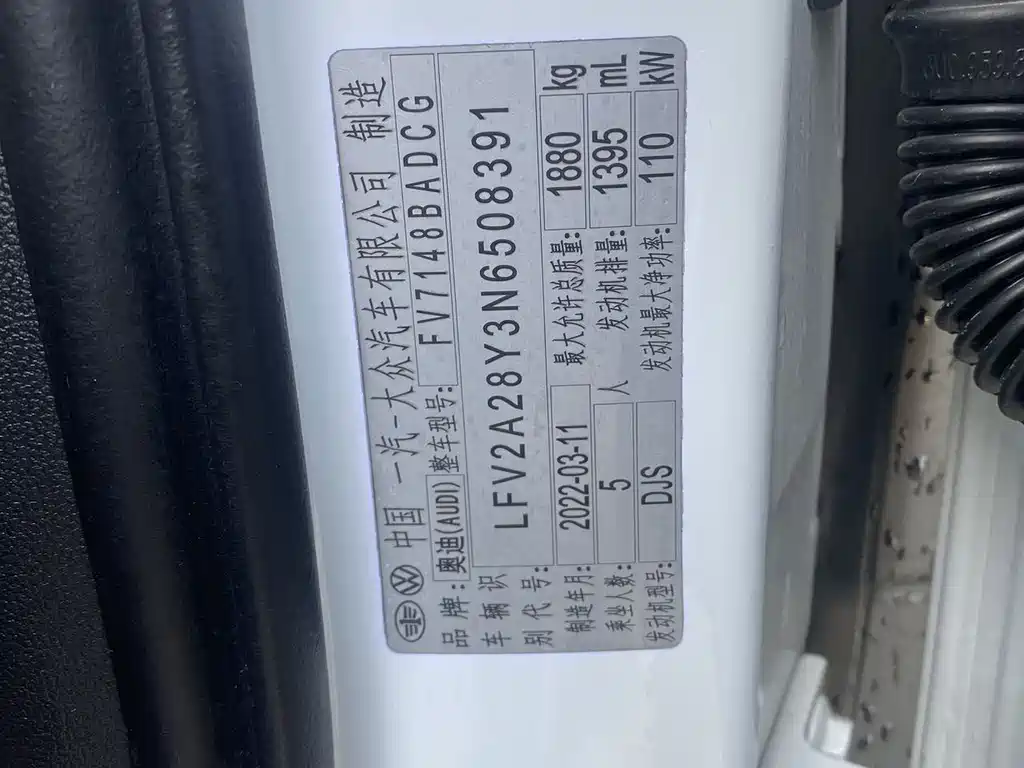 中国 一汽-大众汽车有限公司 制造
品牌: 奥迪(AUDI) 整车型号: FV7148BADCG
车辆识别代号: LFV2A28Y3N6508391
制造年月: 2022-03-11 最大允许总质量: 1880 kg
乘坐人数: 5 人 发动机排量: 1395 mL
发动机型号: DJS 发动机最大净功率: 110 kW